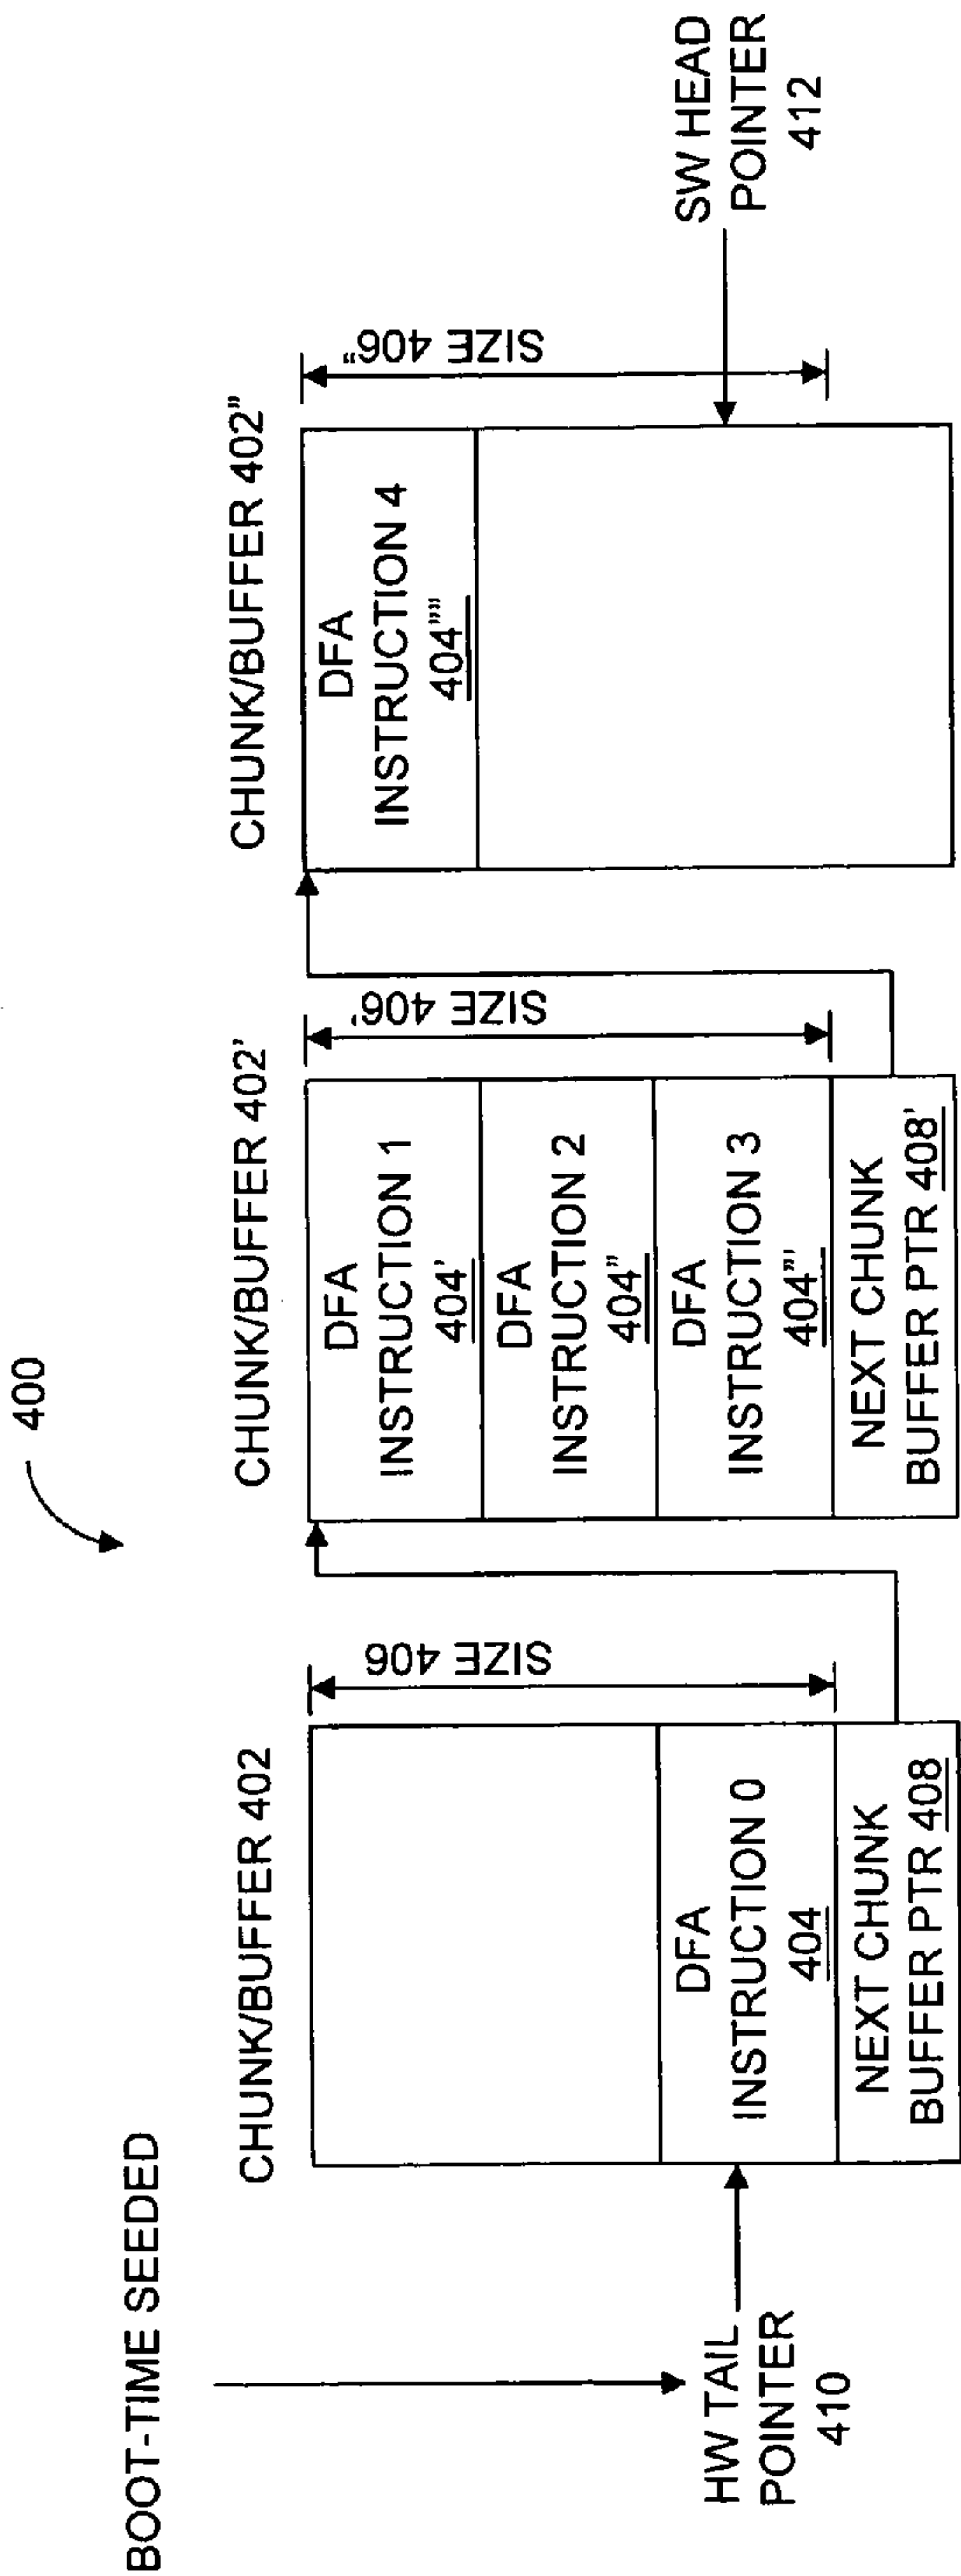 400
BOOT-TIME SEEDED
CHUNK/BUFFER 402
DFA
INSTRUCTION 0
404
NEXT CHUNK
BUFFER PTR 408
SIZE 406
HW TAIL
POINTER
410
CHUNK/BUFFER 402'
DFA
INSTRUCTION 1
404'
DFA
INSTRUCTION 2
404"
DFA
INSTRUCTION 3
404"'
NEXT CHUNK
BUFFER PTR 408'
SIZE 406'
CHUNK/BUFFER 402"
DFA
INSTRUCTION 4
404""
SIZE 406"
SW HEAD
POINTER
412